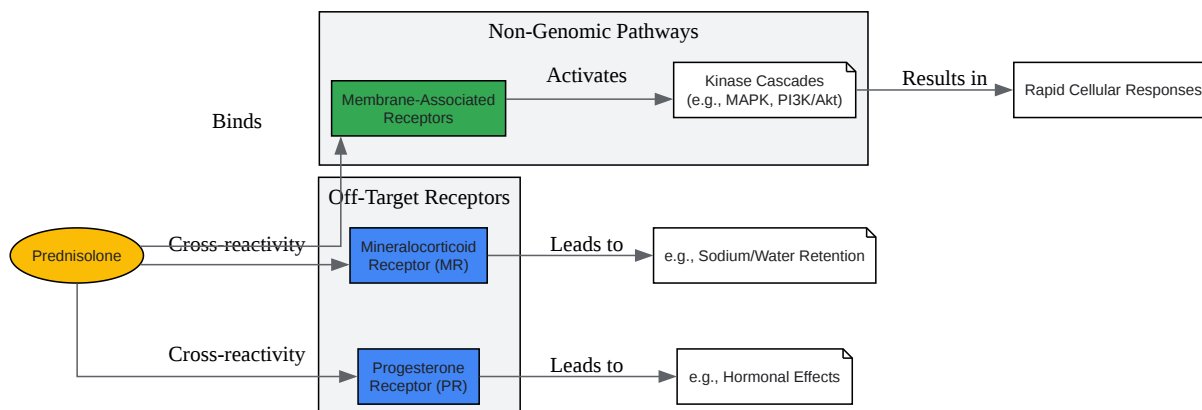 Non-Genomic Pathways
Membrane-Associated
Receptors
Activates
Kinase Cascades
(e.g., MAPK, PI3K/Akt)
Results in
Rapid Cellular Responses
Binds
Off-Target Receptors
Prednisolone
Cross-reactivity
Mineralocorticoid
Receptor (MR)
Leads to
e.g., Sodium/Water Retention
Cross-reactivity
Progesterone
Receptor (PR)
Leads to
e.g., Hormonal Effects